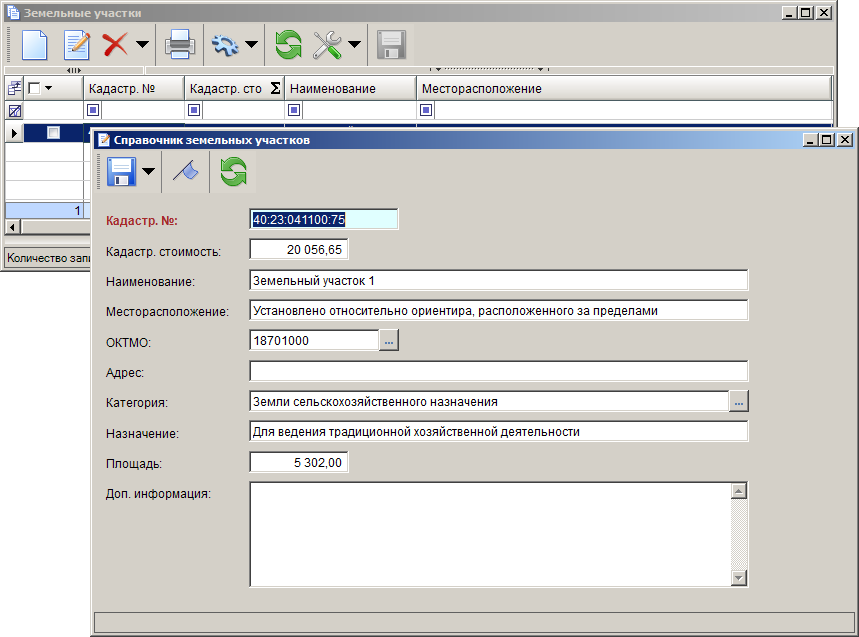 Земельные участки
Кадастр. № Кадастр. сто Σ Наименование Месторасположение
1
Количество
Справочник земельных участков
Кадастр. №: 40:23:041100:75
Кадастр. стоимость: 20 056,65
Наименование: Земельный участок 1
Месторасположение: Установлено относительно ориентира, расположенного за пределами
ОКТМО: 18701000 ...
Адрес:
Категория: Земли сельскохозяйственного назначения ...
Назначение: Для ведения традиционной хозяйственной деятельности
Площадь: 5 302,00
Доп. информация: